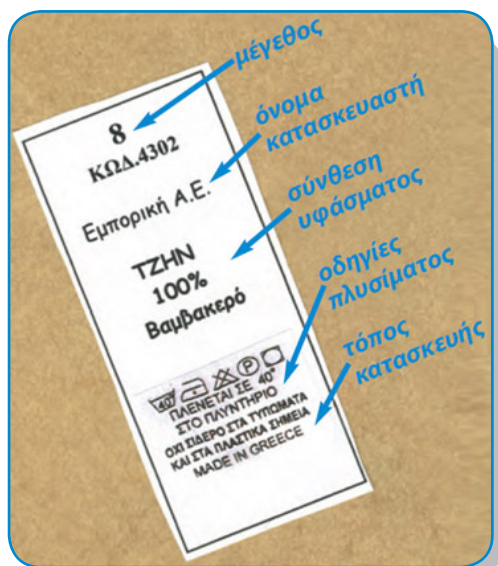 μέγεθος
8
ΚΩΔ.4302
όνομα
κατασκευαστή
Εμπορική Α.Ε.
σύνθεση
υφάσματος
ΤΖΗΝ
100%
Βαμβακερό
οδηγίες
πλυσίματος
40° P
ΠΛΕΝΕΤΑΙ ΣΕ 40°
ΣΤΟ ΠΛΥΝΤΗΡΙΟ
ΟΧΙ ΣΙΔΕΡΟ ΣΤΑ ΤΥΠΩΜΑΤΑ
ΚΑΙ ΣΤΑ ΠΛΑΣΤΙΚΑ ΣΗΜΕΙΑ
τόπος
κατασκευής
MADE IN GREECE